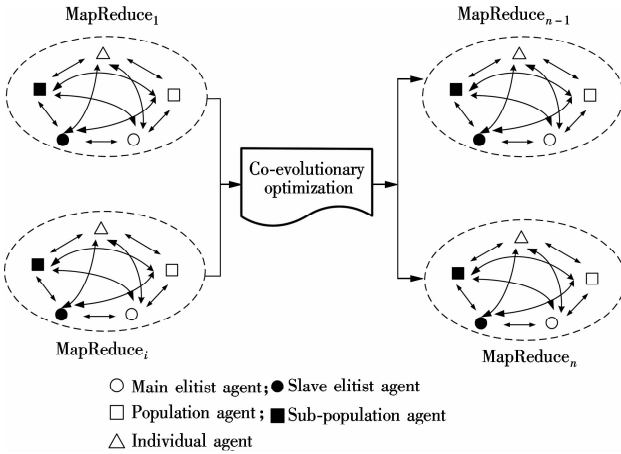 MapReduce₁
MapReduceₙ₋₁
Co-evolutionary
optimization
MapReduceᵢ
MapReduceₙ
Main elitist agent; Slave elitist agent
Population agent; Sub-population agent
Individual agent